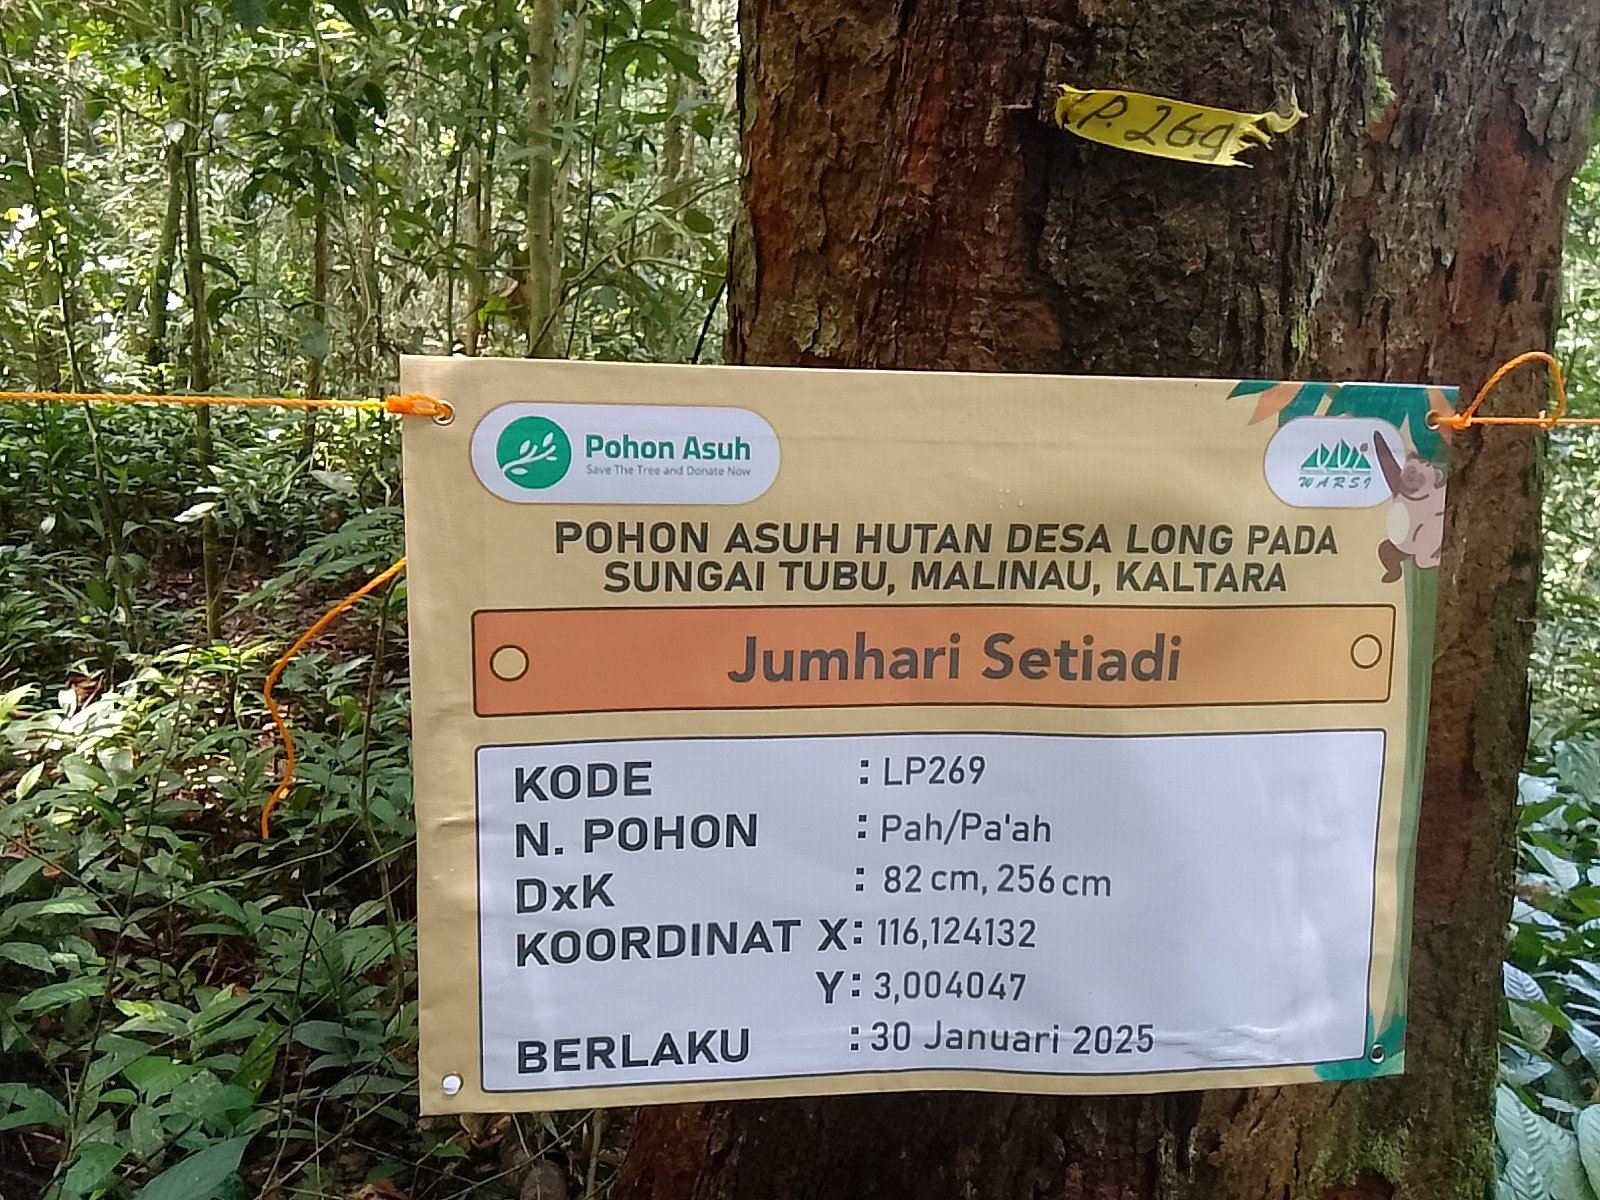 LP. 269
Pohon Asuh
Save The Tree and Donate Now
WARSI
POHON ASUH HUTAN DESA LONG PADA
SUNGAI TUBU, MALINAU, KALTARA
Jumhari Setiadi
KODE : LP269
N. POHON : Pah/Pa'ah
DxK : 82 cm, 256 cm
KOORDINAT X: 116,124132
Y: 3,004047
BERLAKU : 30 Januari 2025